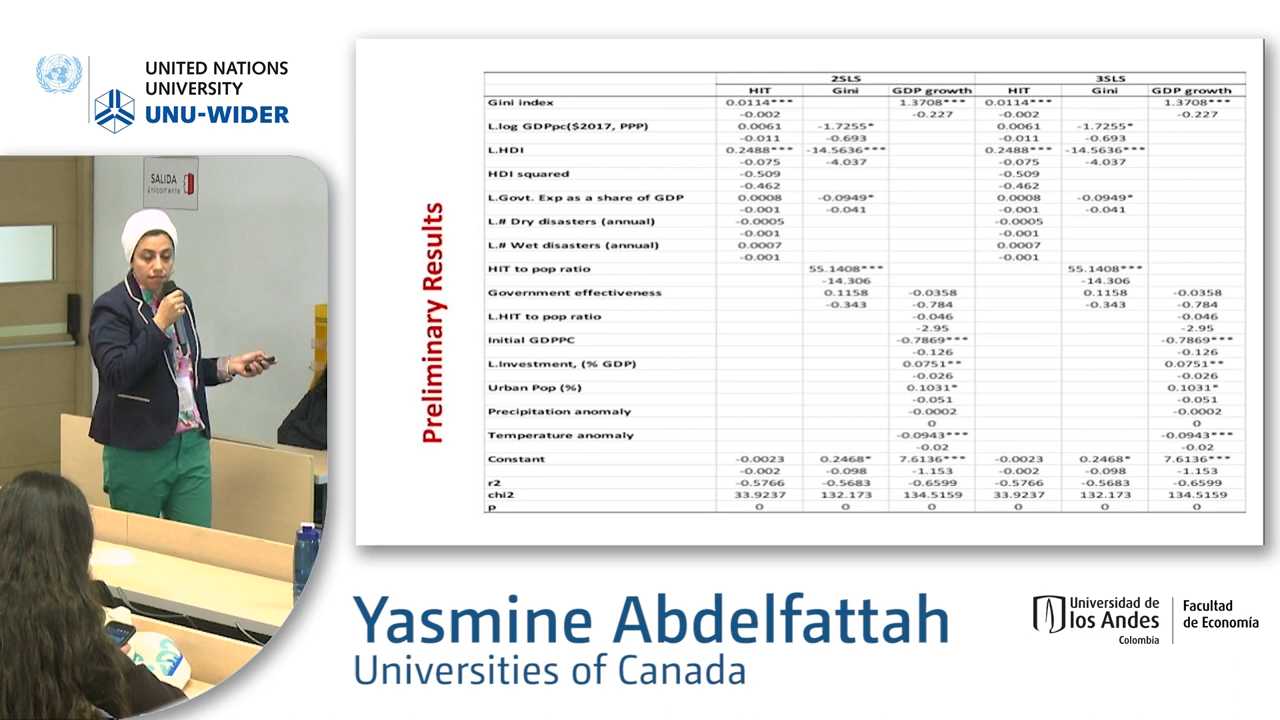 UNITED NATIONS
UNIVERSITY
UNU-WIDER
SALIDA
únicamente
Preliminary Results
2SLS 3SLS
HIT Gini GDP growth HIT Gini GDP growth
Gini index 0.0114*** 1.3708*** 0.0114*** 1.3708***
-0.002 -0.227 -0.002 -0.227
L.log GDPpc($2017, PPP) 0.0061 -1.7255* 0.0061 -1.7255*
-0.011 -0.693 -0.011 -0.693
L.HDI 0.2488*** -14.5636*** 0.2488*** -14.5636***
-0.075 -4.037 -0.075 -4.037
HDI squared -0.509 -0.509
-0.462 -0.462
L.Govt. Exp as a share of GDP 0.0008 -0.0949* 0.0008 -0.0949*
-0.001 -0.041 -0.001 -0.041
L.# Dry disasters (annual) -0.0005 -0.0005
-0.001 -0.001
L.# Wet disasters (annual) 0.0007 0.0007
-0.001 -0.001
HIT to pop ratio 55.1408*** 55.1408***
-14.306 -14.306
Government effectiveness 0.1158 -0.0358 0.1158 -0.0358
-0.343 -0.784 -0.343 -0.784
L.HIT to pop ratio -0.046 -0.046
-2.95 -2.95
Initial GDPPC -0.7869*** -0.7869***
-0.126 -0.126
L.Investment, (% GDP) 0.0751** 0.0751**
-0.026 -0.026
Urban Pop (%) 0.1031* 0.1031*
-0.051 -0.051
Precipitation anomaly -0.0002 -0.0002
0 0
Temperature anomaly -0.0943*** -0.0943***
-0.02 -0.02
Constant -0.0023 0.2468* 7.6136*** -0.0023 0.2468* 7.6136***
-0.002 -0.098 -1.153 -0.002 -0.098 -1.153
r2 -0.5766 -0.5683 -0.6599 -0.5766 -0.5683 -0.6599
chi2 33.9237 132.173 134.5159 33.9237 132.173 134.5159
p 0 0 0 0 0 0
Yasmine Abdelfattah
Universities of Canada
Universidad de
los Andes
Colombia
Facultad
de Economía